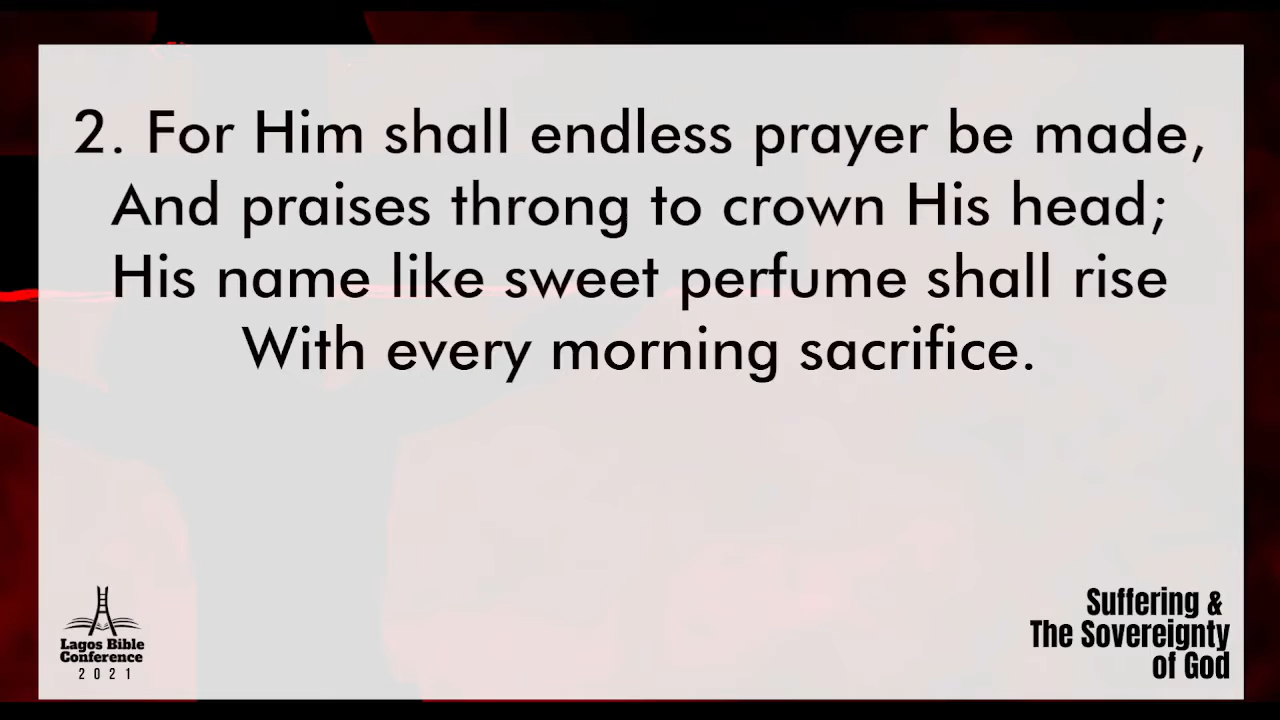 2. For Him shall endless prayer be made,
And praises throng to crown His head;
His name like sweet perfume shall rise
With every morning sacrifice.
Lagos Bible
Conference
2021
Suffering &
The Sovereignty
of God